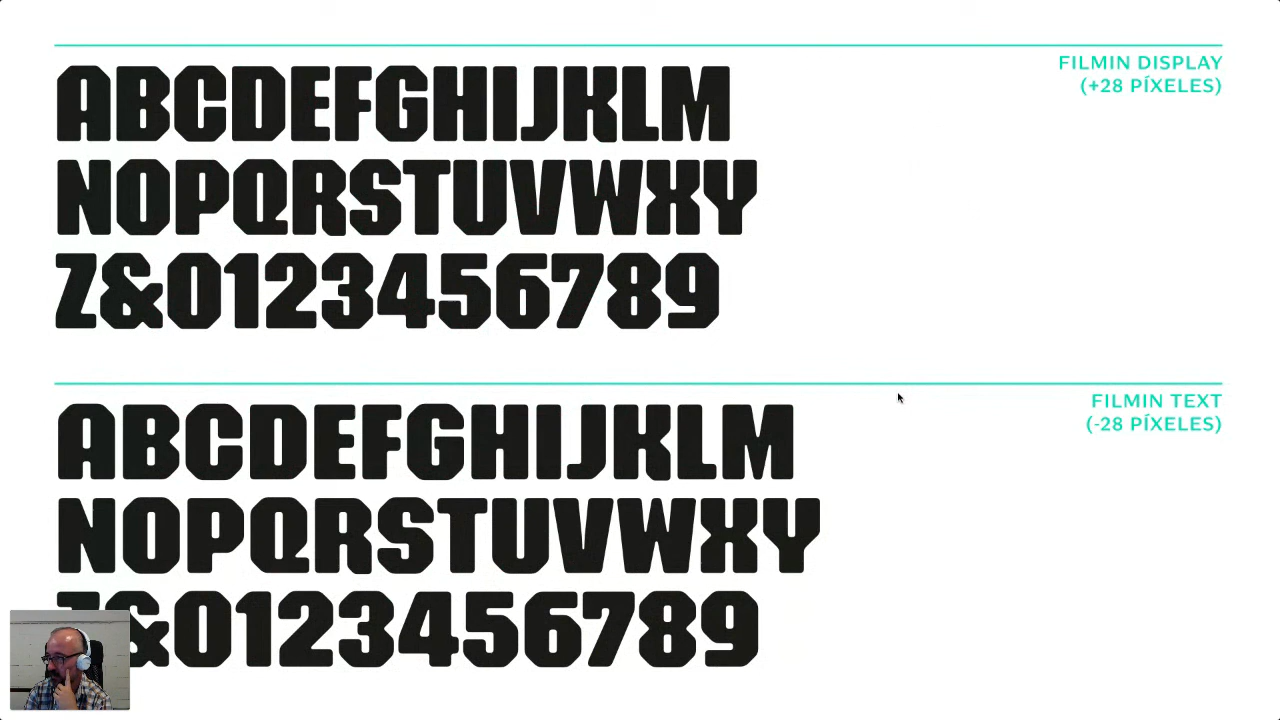 FILMIN DISPLAY
(+28 PÍXELES)
ABCDEFGHIJKLM
NOPQRSTUVWXY
Z&0123456789
FILMIN TEXT
(-28 PÍXELES)
ABCDEFGHIJKLM
NOPQRSTUVWXY
Z&0123456789